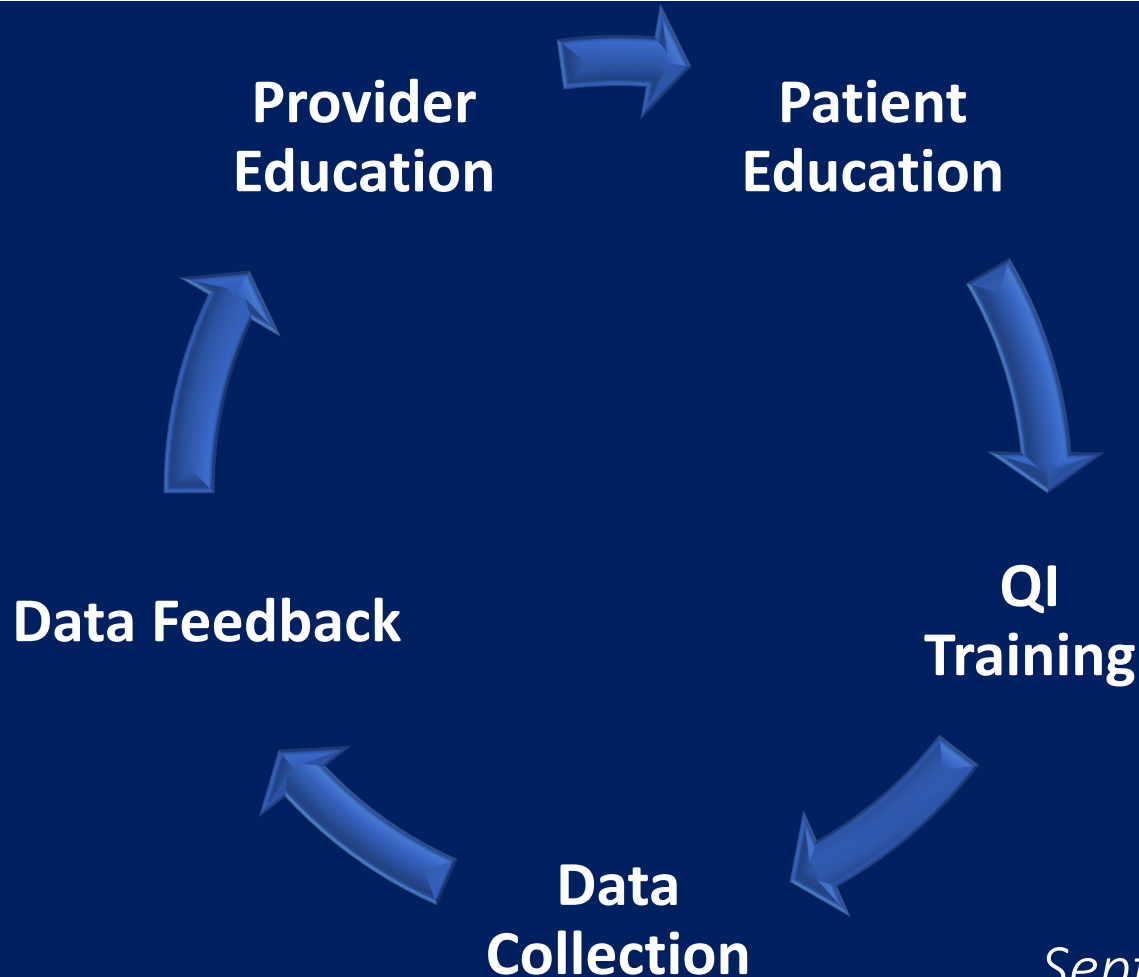 Provider
Education
Patient
Education
QI
Training
Data
Collection
Data Feedback